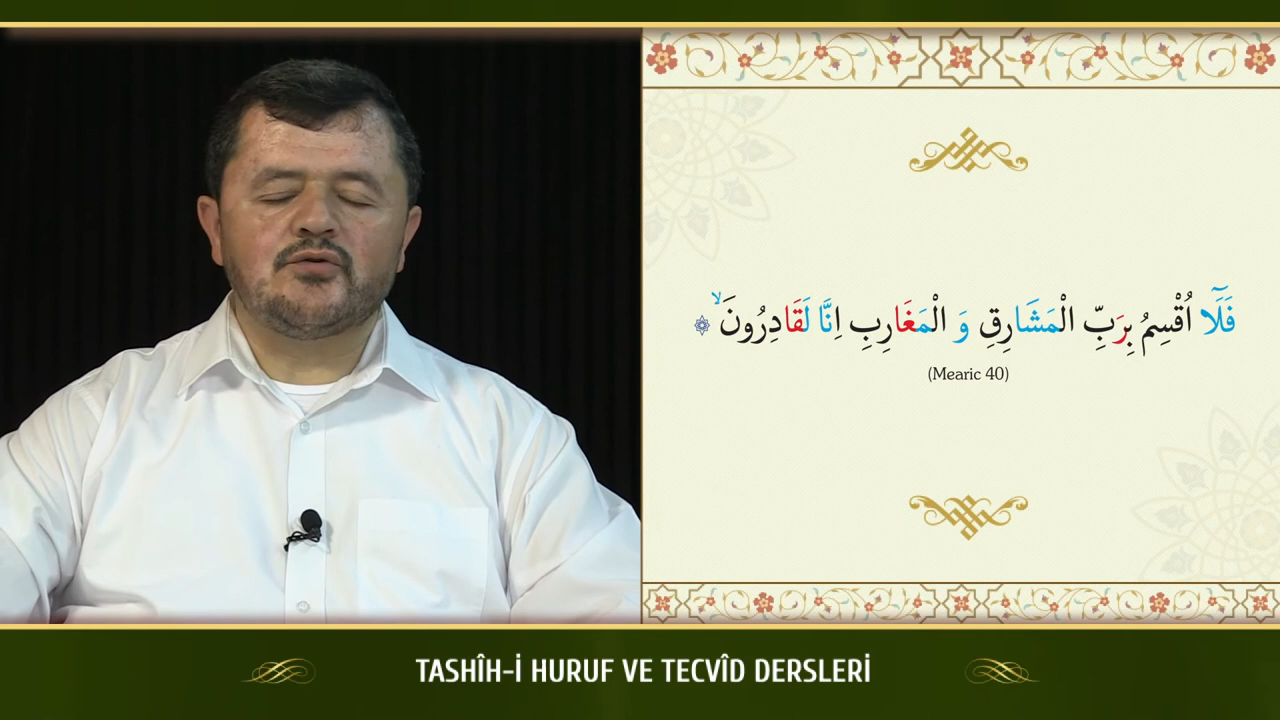 فَلَٓا اُقْسِمُ بِرَبِّ الْمَشَارِقِ وَ الْمَغَارِبِ اِنَّا لَقَادِرُونَۙ
(Mearic 40)
TASHÎH-İ HURUF VE TECVÎD DERSLERİ